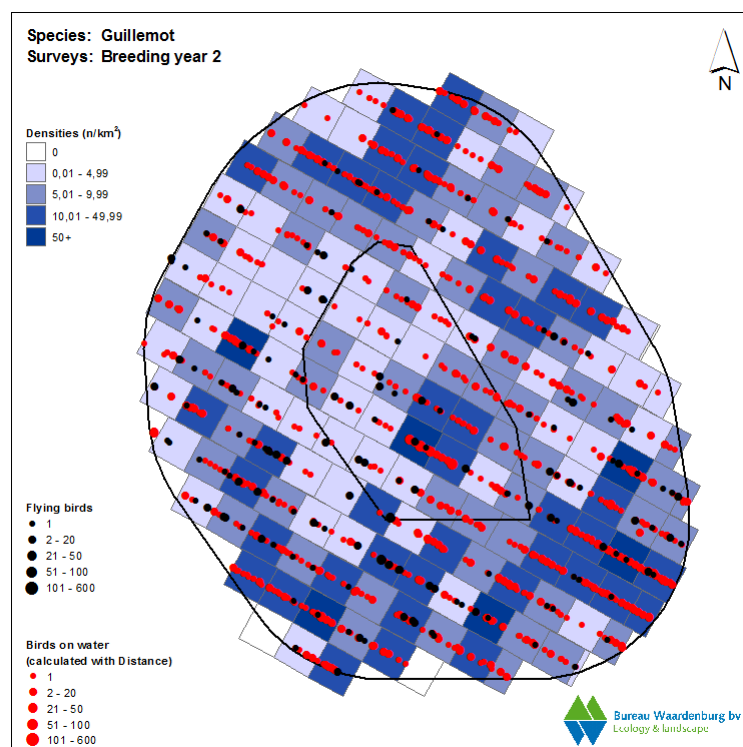 Species: Guillemot
Surveys: Breeding year 2
N
Densities (n/km²)
0
0,01 - 4,99
5,01 - 9,99
10,01 - 49,99
50+
Flying birds
1
2 - 20
21 - 50
51 - 100
101 - 600
Birds on water
(calculated with Distance)
1
2 - 20
21 - 50
51 - 100
101 - 600
Bureau Waardenburg bv
Ecology & landscape